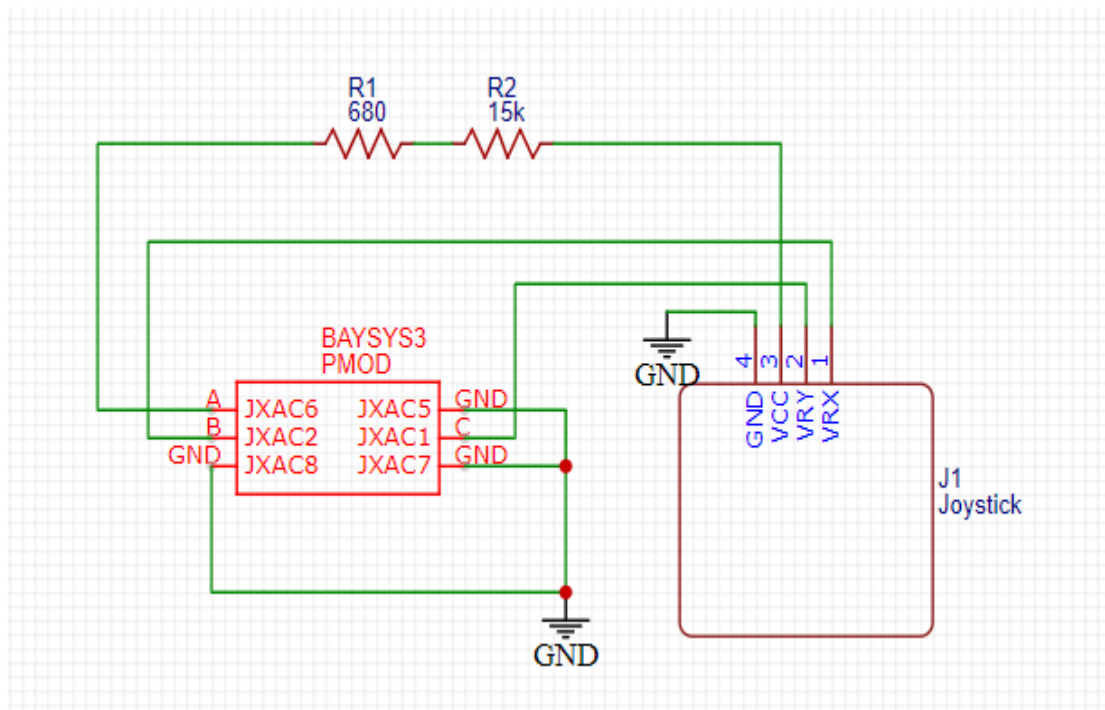 R1
680
R2
15k
BAYSYS3
PMOD
A
JXAC6
JXAC5
GND
B
JXAC2
JXAC1
C
GND
JXAC8
JXAC7
GND
GND
GND
4
3
2
1
GND
VCC
VRY
VRX
J1
Joystick